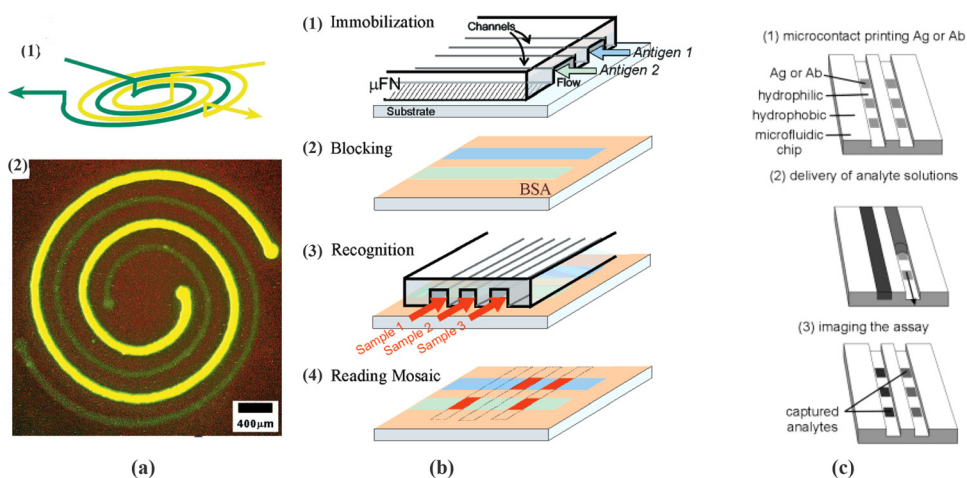 (1)
(2)
400μm
(a)
(1) Immobilization
Channels
Antigen 1
Antigen 2
Flow
μFN
Substrate
(2) Blocking
BSA
(3) Recognition
Sample 1
Sample 2
Sample 3
(4) Reading Mosaic
(b)
(1) microcontact printing Ag or Ab
Ag or Ab
hydrophilic
hydrophobic
microfluidic
chip
(2) delivery of analyte solutions
(3) imaging the assay
captured
analytes
(c)